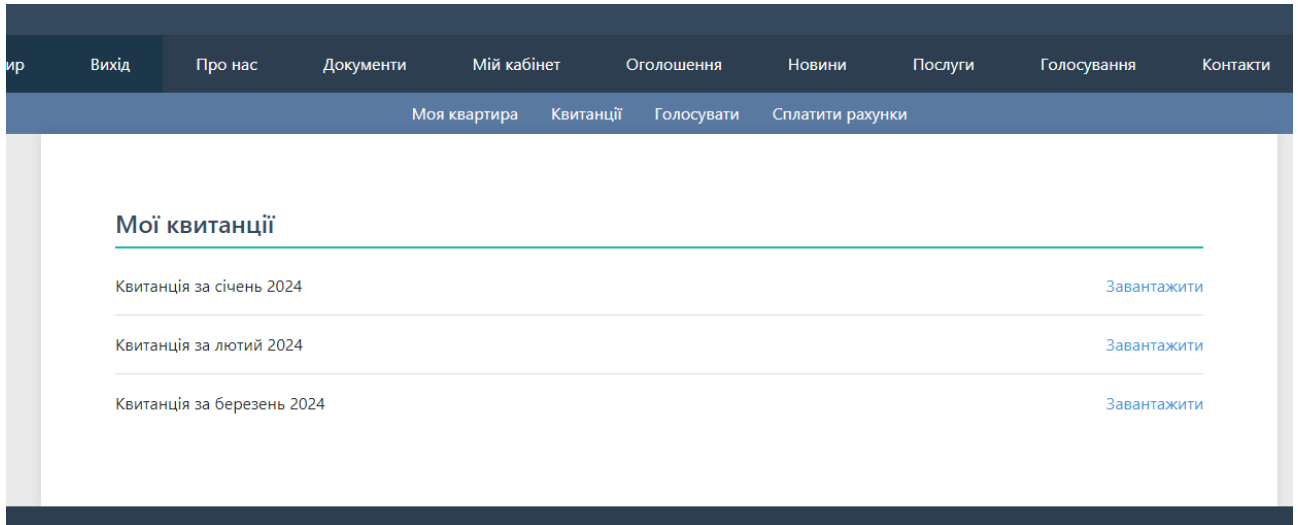 ир Вихід Про нас Документи Мій кабінет Оголошення Новини Послуги Голосування Контакти
Моя квартира Квитанції Голосувати Сплатити рахунки
Мої квитанції
Квитанція за січень 2024 Завантажити
Квитанція за лютий 2024 Завантажити
Квитанція за березень 2024 Завантажити